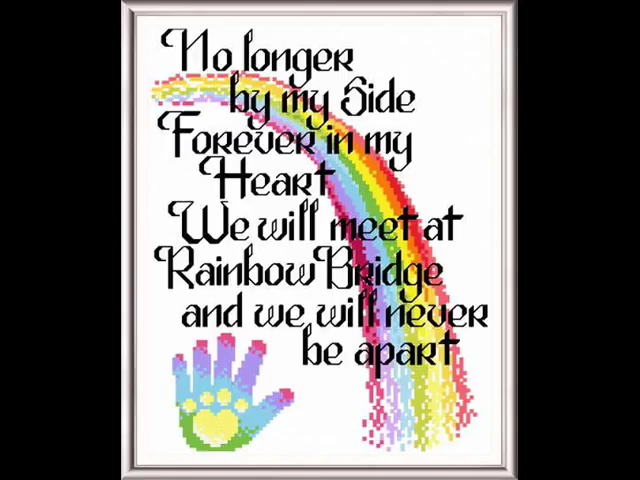 No longer
by my Side
Forever in my
Heart
We will meet at
Rainbow Bridge
and we will never
be apart